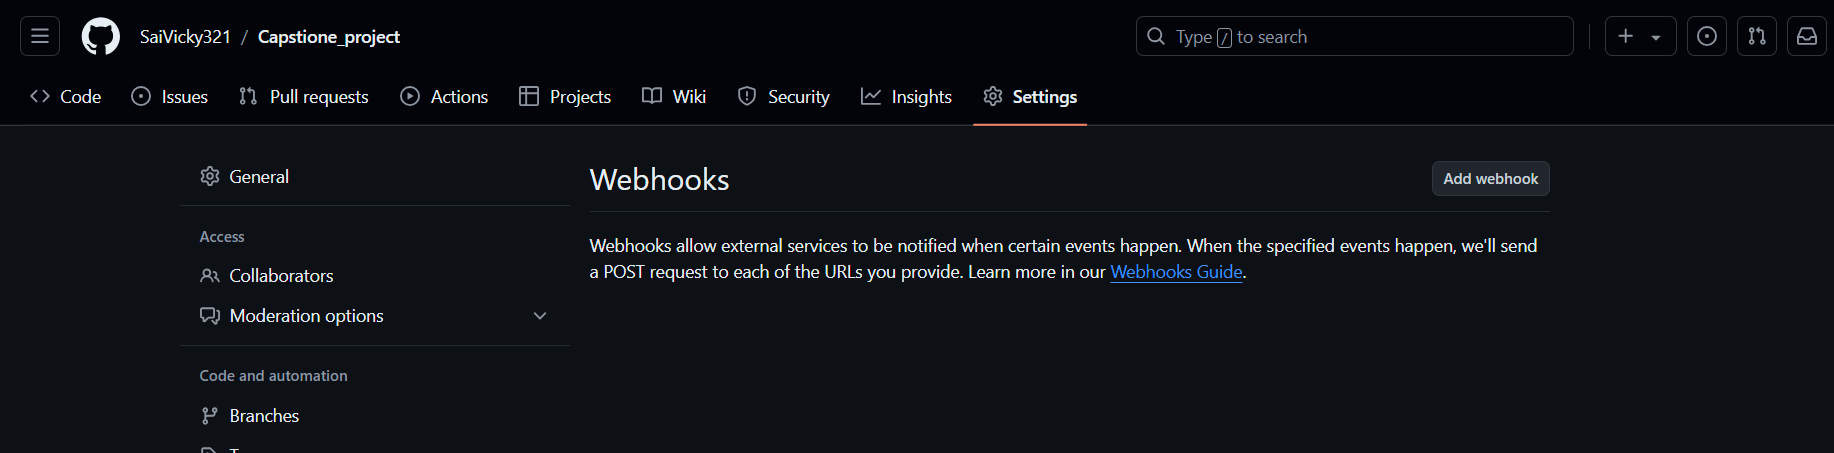 SaiVicky321 / Capstione_project
Type / to search
Code Issues Pull requests Actions Projects Wiki Security Insights Settings
General
Access
Collaborators
Moderation options
Code and automation
Branches
Webhooks
Add webhook
Webhooks allow external services to be notified when certain events happen. When the specified events happen, we'll send
a POST request to each of the URLs you provide. Learn more in our Webhooks Guide.